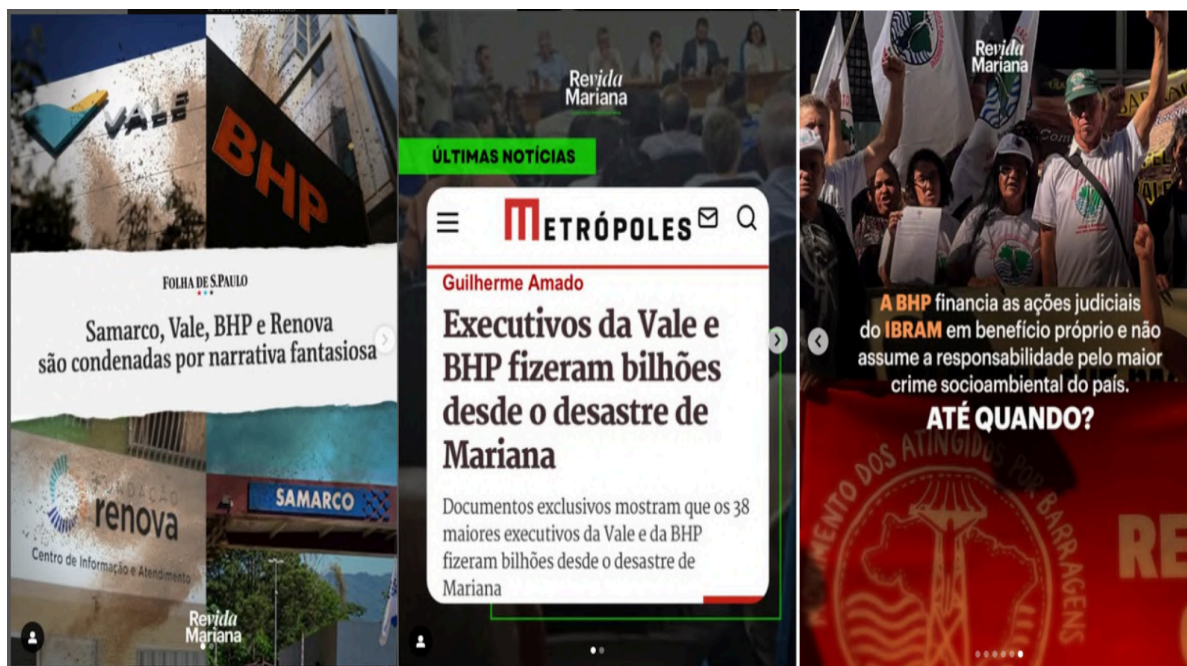 VALE
BHP
FOLHA DE S.PAULO
Samarco, Vale, BHP e Renova
são condenadas por narrativa fantasiosa
FUNDAÇÃO
renova
Centro de Informação e Atendimento
SAMARCO
Revida
Mariana
Revida
Mariana
ÚLTIMAS NOTÍCIAS
METRÓPOLES
Guilherme Amado
Executivos da Vale e
BHP fizeram bilhões
desde o desastre de
Mariana
Documentos exclusivos mostram que os 38
maiores executivos da Vale e da BHP
fizeram bilhões desde o desastre de
Mariana
Revida
Mariana
A BHP financia as ações judiciais
do IBRAM em benefício próprio e não
assume a responsabilidade pelo maior
crime socioambiental do país.
ATÉ QUANDO?
MENTO DOS ATINGIDOS POR BARRAGENS
RE